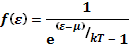 f(ε) = 1 / e^((ε−μ)/kT − 1)